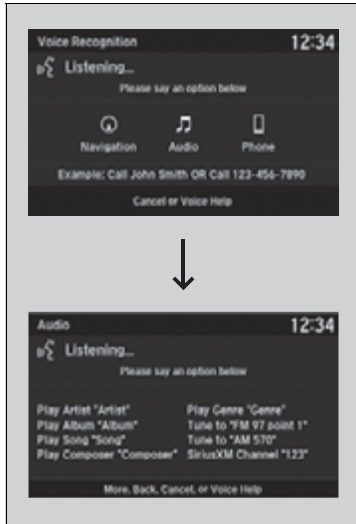 Voice Recognition 12:34
Listening...
Please say an option below
Navigation Audio Phone
Example: Call John Smith OR Call 123-456-7890
Cancel or Voice Help
Audio 12:34
Listening...
Please say an option below
Play Artist "Artist" Play Genre "Genre"
Play Album "Album" Tune to "FM 97 point 1"
Play Song "Song" Tune to "AM 570"
Play Composer "Composer" SiriusXM Channel "123"
More, Back, Cancel, or Voice Help